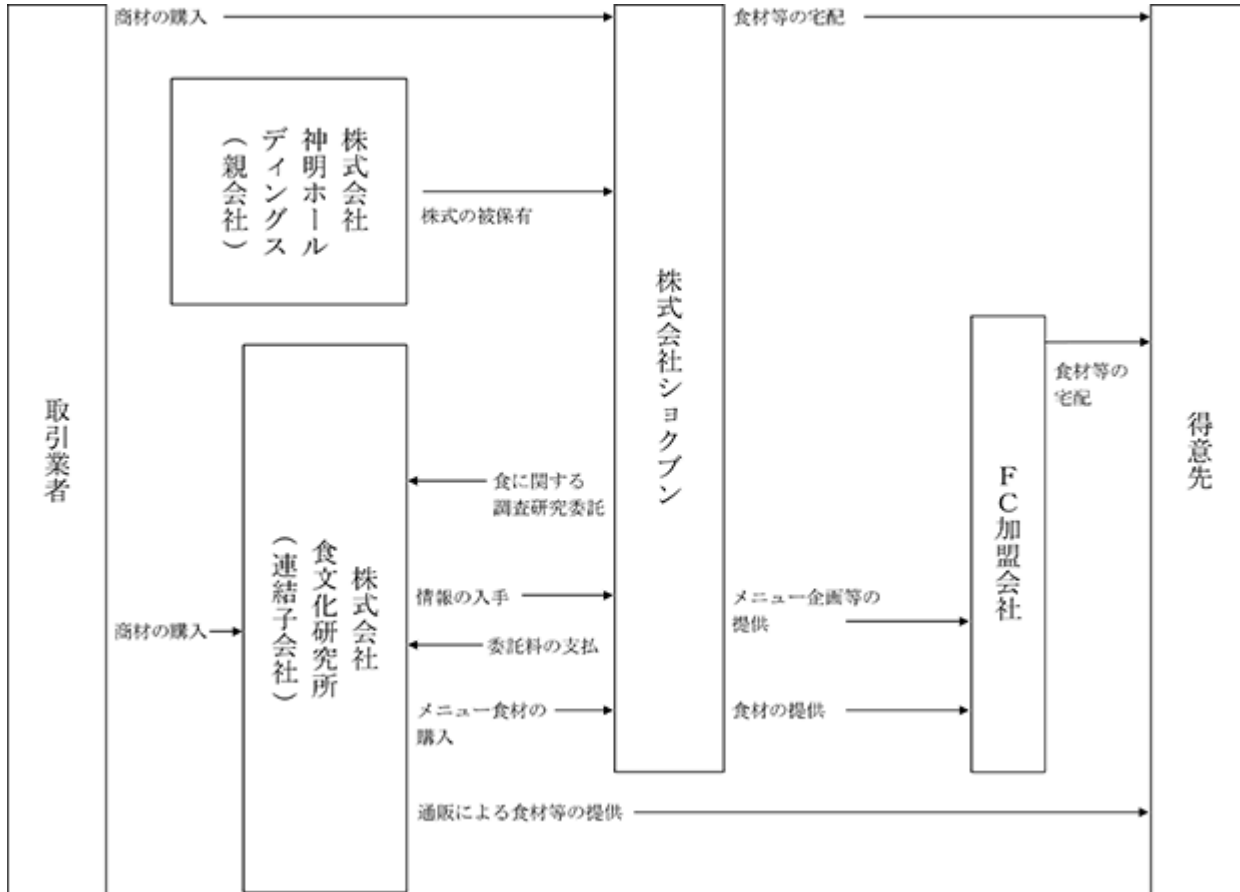 商材の購入
食材等の宅配
株式会社
神明ホール
ディングス
（親会社）
株式の被保有
株式会社ショクブン
食材等の
宅配
取引業者
得意先
FC加盟会社
食に関する
調査研究委託
株式会社
食文化研究所
（連結子会社）
情報の入手
メニュー企画等の
提供
商材の購入
委託料の支払
メニュー食材の
購入
食材の提供
通販による食材等の提供